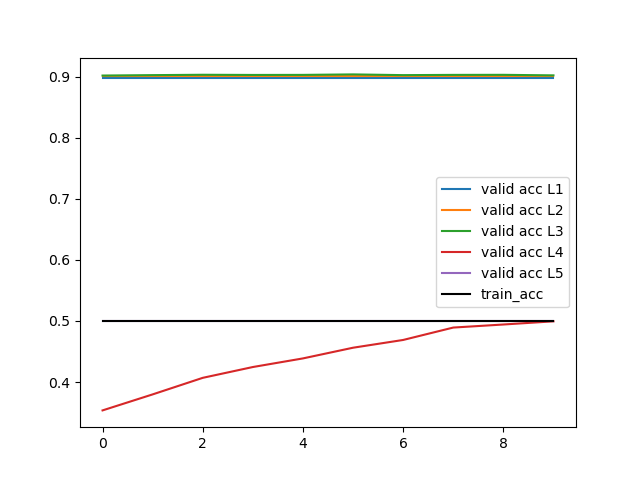 0.9
0.8
0.7
0.6
0.5
0.4
0
2
4
6
8
valid acc L1
valid acc L2
valid acc L3
valid acc L4
valid acc L5
train_acc